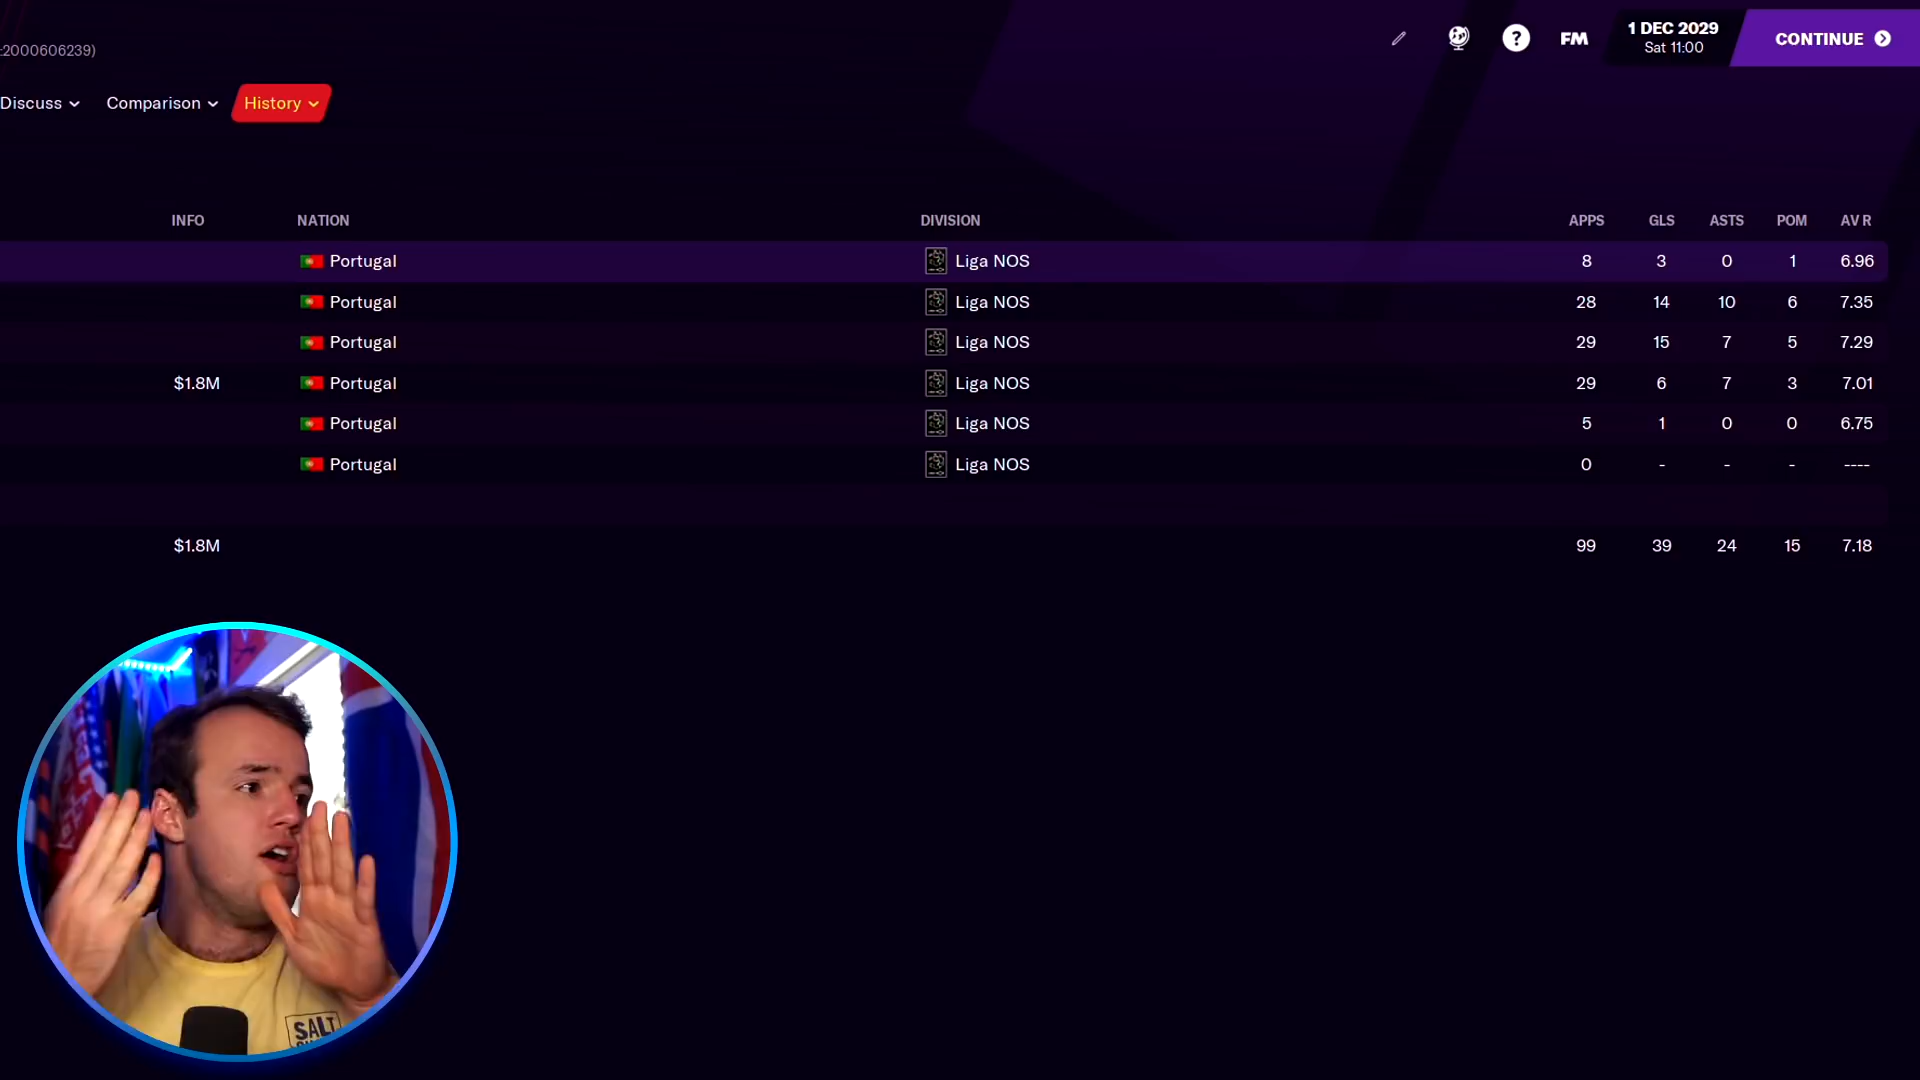 1 DEC 2029
:2000606239)
FM
Sat 11:00
CONTINUE
Discuss Comparison History
INFO NATION DIVISION APPS GLS ASTS POM AV R
Portugal Liga NOS 8 3 0 1 6.96
Portugal Liga NOS 28 14 10 6 7.35
Portugal Liga NOS 29 15 7 5 7.29
$1.8M Portugal Liga NOS 29 6 7 3 7.01
Portugal Liga NOS 5 1 0 0 6.75
Portugal Liga NOS 0 - - - ----
$1.8M 99 39 24 15 7.18
SALT